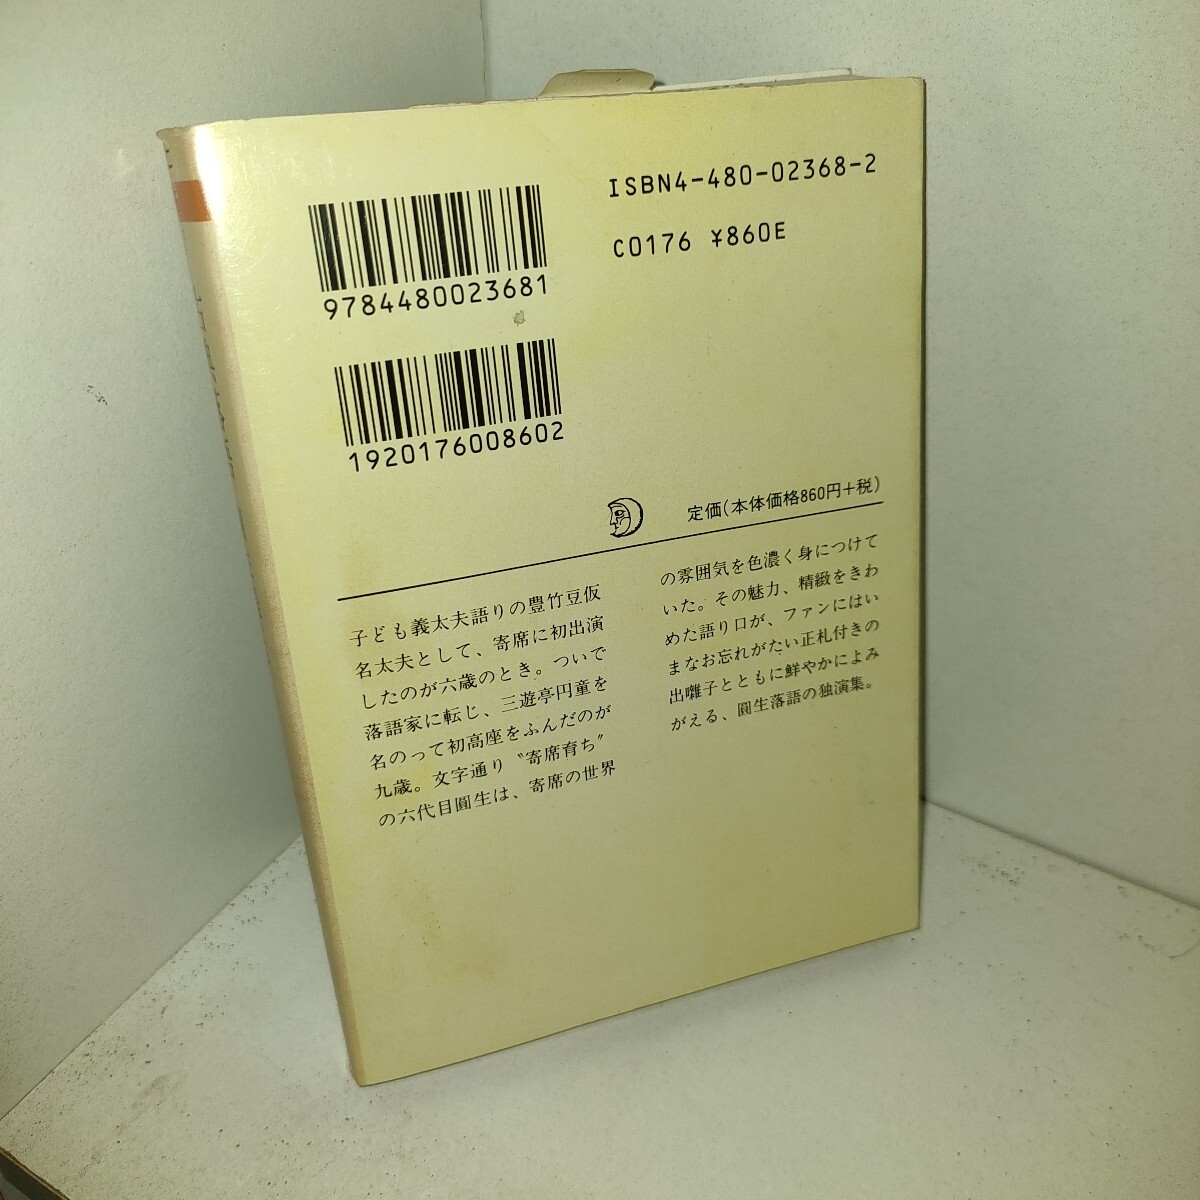 ISBN4-480-02368-2
C0176 ¥860E
9784480023681
1920176008602
定価(本体価格860円+税)
子ども義太夫語りの豊竹豆仮
名太夫として、寄席に初出演
したのが六歳のとき。ついで
落語家に転じ、三遊亭円童を
名のって初高座をふんだのが
九歳。文字通り〝寄席育ち〟
の六代目圓生は、寄席の世界
の雰囲気を色濃く身につけて
いた。その魅力、精緻をきわ
めた語り口が、ファンにはい
まなお忘れがたい正札付きの
出囃子とともに鮮やかによみ
がえる、圓生落語の独演集。